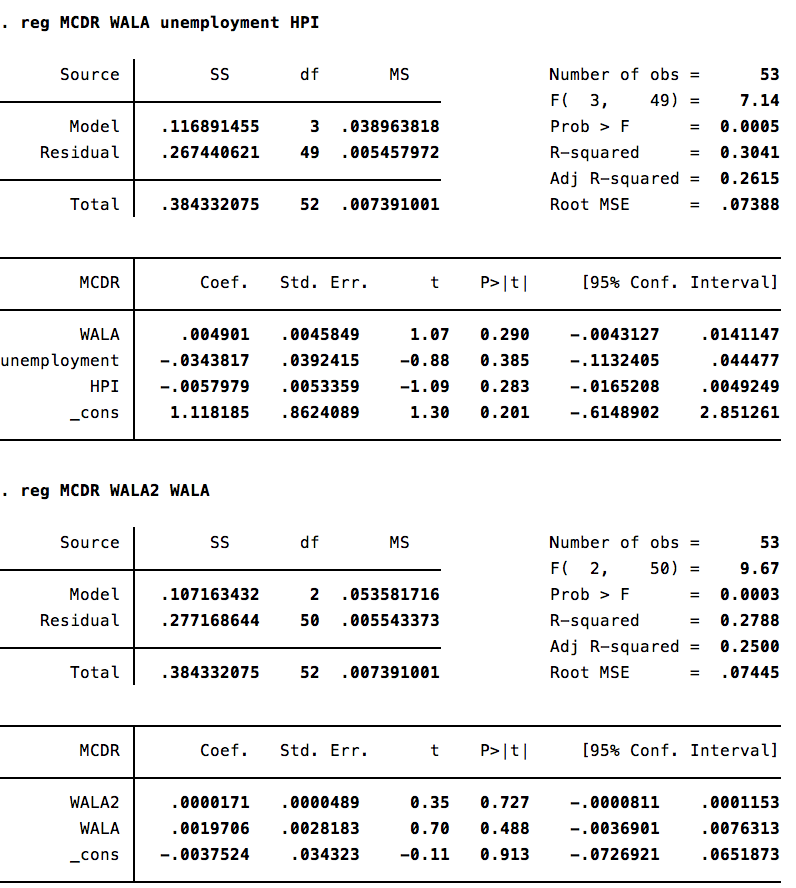 . reg MCDR WALA unemployment HPI
Source SS df MS Number of obs = 53
F( 3, 49) = 7.14
Model .116891455 3 .038963818 Prob > F = 0.0005
Residual .267440621 49 .005457972 R-squared = 0.3041
Adj R-squared = 0.2615
Total .384332075 52 .007391001 Root MSE = .07388
MCDR Coef. Std. Err. t P>|t| [95% Conf. Interval]
WALA .004901 .0045849 1.07 0.290 -.0043127 .0141147
unemployment -.0343817 .0392415 -0.88 0.385 -.1132405 .044477
HPI -.0057979 .0053359 -1.09 0.283 -.0165208 .0049249
_cons 1.118185 .8624089 1.30 0.201 -.6148902 2.851261
. reg MCDR WALA2 WALA
Source SS df MS Number of obs = 53
F( 2, 50) = 9.67
Model .107163432 2 .053581716 Prob > F = 0.0003
Residual .277168644 50 .005543373 R-squared = 0.2788
Adj R-squared = 0.2500
Total .384332075 52 .007391001 Root MSE = .07445
MCDR Coef. Std. Err. t P>|t| [95% Conf. Interval]
WALA2 .0000171 .0000489 0.35 0.727 -.0000811 .0001153
WALA .0019706 .0028183 0.70 0.488 -.0036901 .0076313
_cons -.0037524 .034323 -0.11 0.913 -.0726921 .0651873